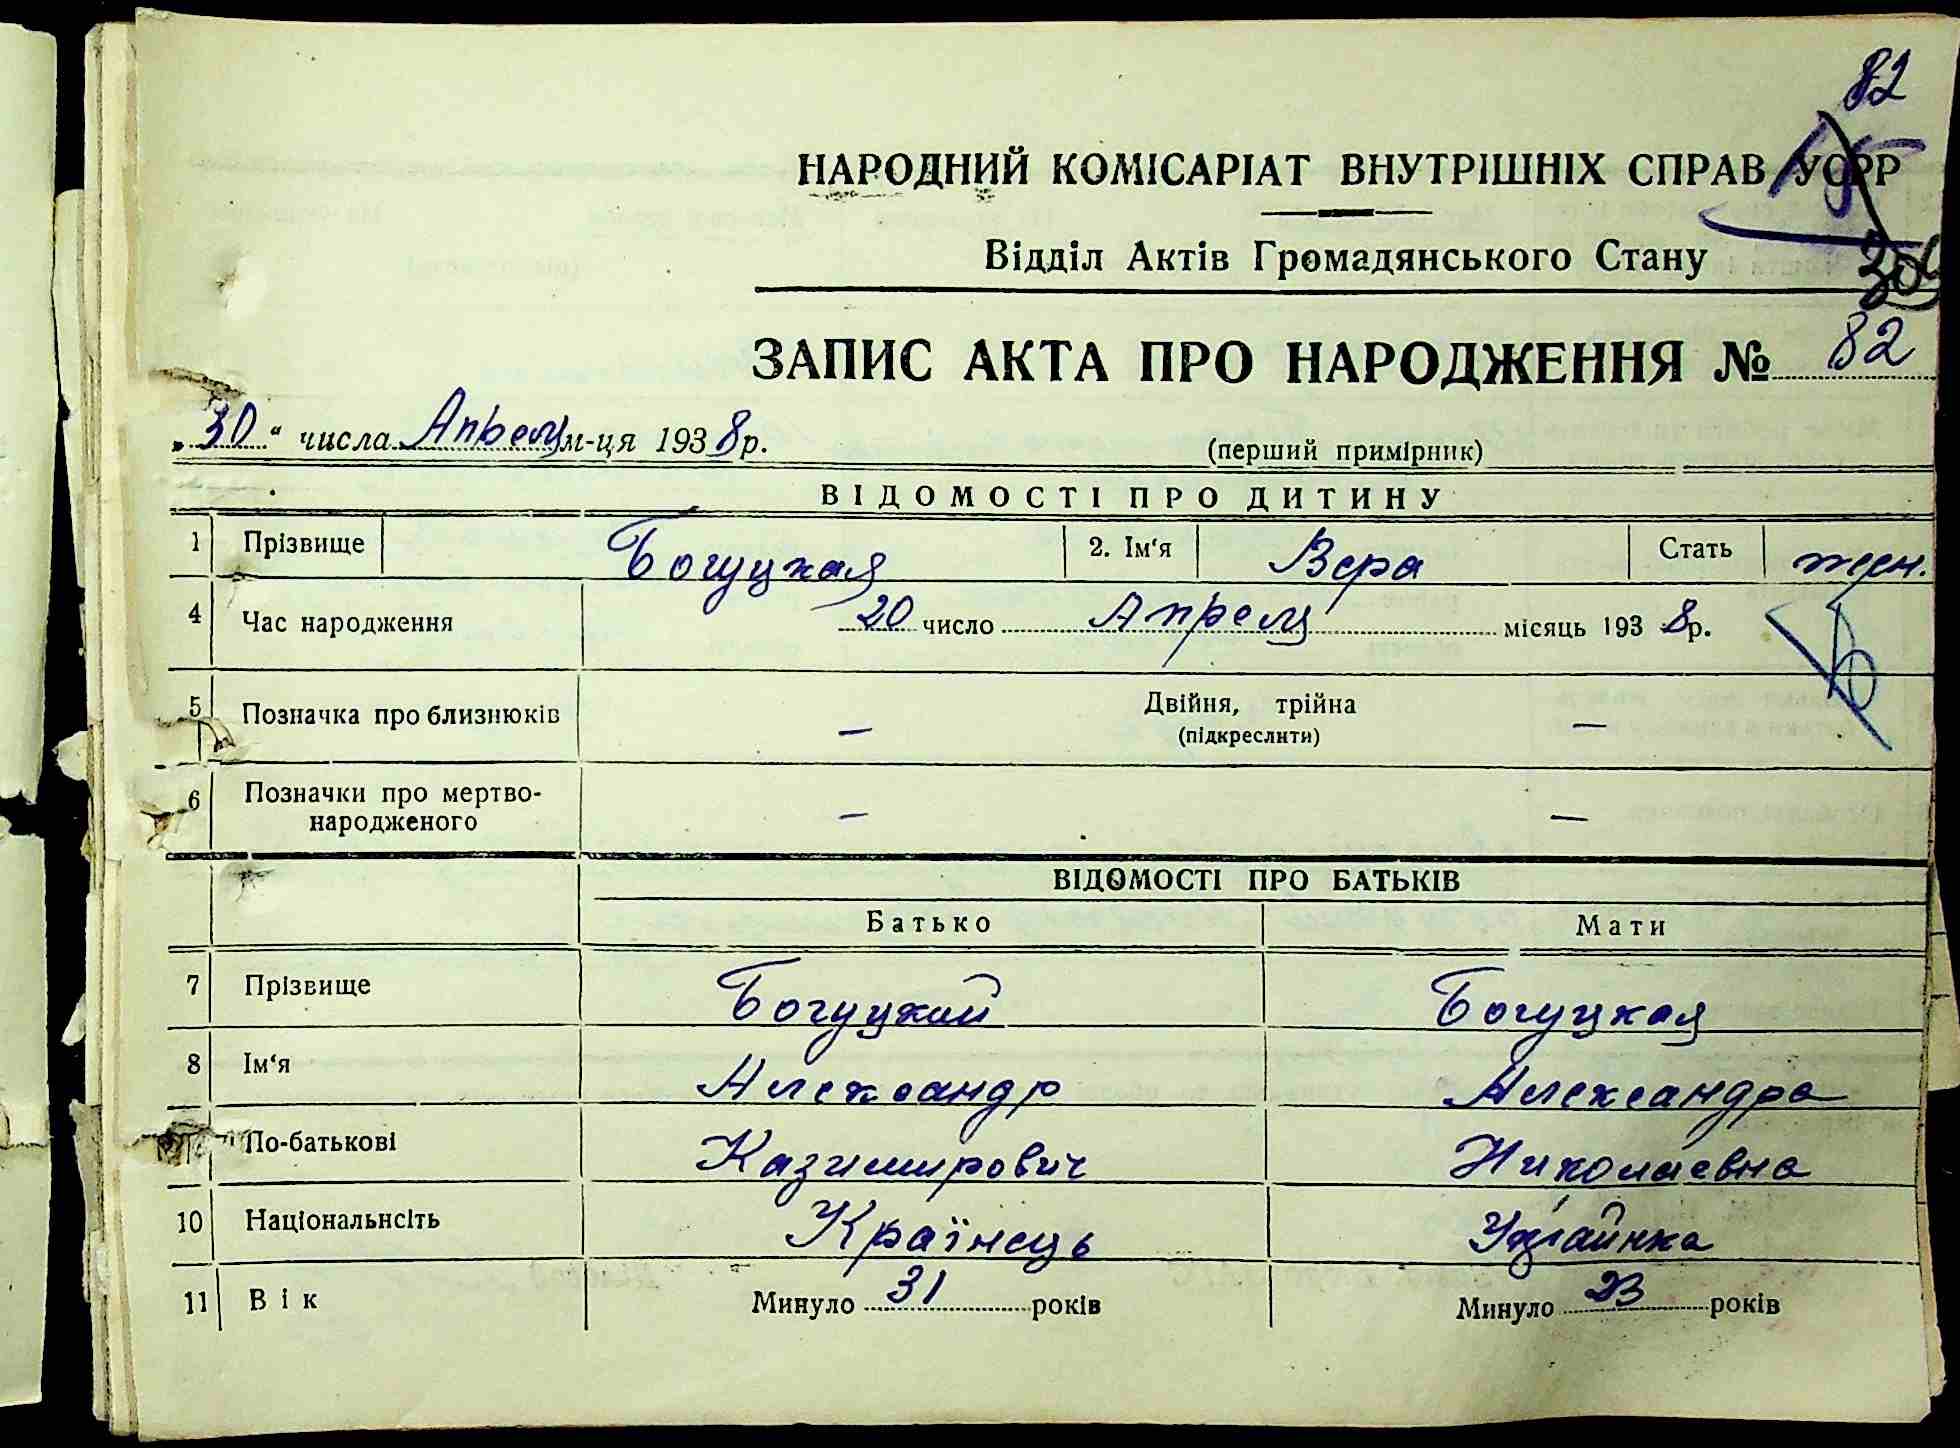 82
НАРОДНИЙ КОМІСАРІАТ ВНУТРІШНІХ СПРАВ УСРР
Відділ Актів Громадянського Стану
ЗАПИС АКТА ПРО НАРОДЖЕННЯ № 82
„30“ числа Апреля м-ця 1938 р.
(перший примірник)
ВІДОМОСТІ ПРО ДИТИНУ
1 Прізвище Богуцкая 2. Ім‘я Вера Стать жен.
4 Час народження 20 число Апреля місяць 1938 р.
5 Позначка про близнюків — Двійня, трійна —
(підкреслити)
6 Позначки про мертво-
народженого — —
ВІДОМОСТІ ПРО БАТЬКІВ
Батько Мати
7 Прізвище Богуцкий Богуцкая
8 Ім‘я Александр Александра
По-батькові Казимирович Николаевна
10 Національнсіть Країнець Украйнка
11 Вік Минуло 31 років Минуло 23 років